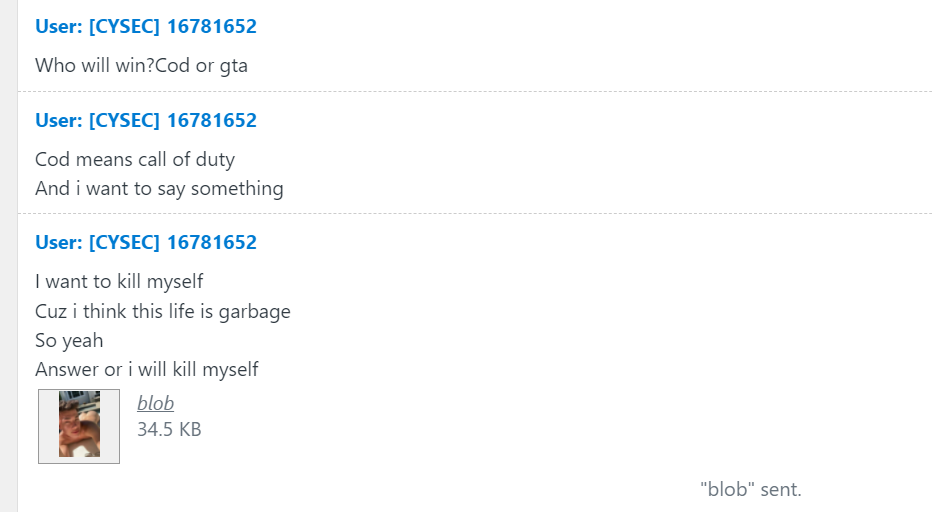 User: [CYSEC] 16781652
Who will win?Cod or gta
User: [CYSEC] 16781652
Cod means call of duty
And i want to say something
User: [CYSEC] 16781652
I want to kill myself
Cuz i think this life is garbage
So yeah
Answer or i will kill myself
blob
34.5 KB
"blob" sent.